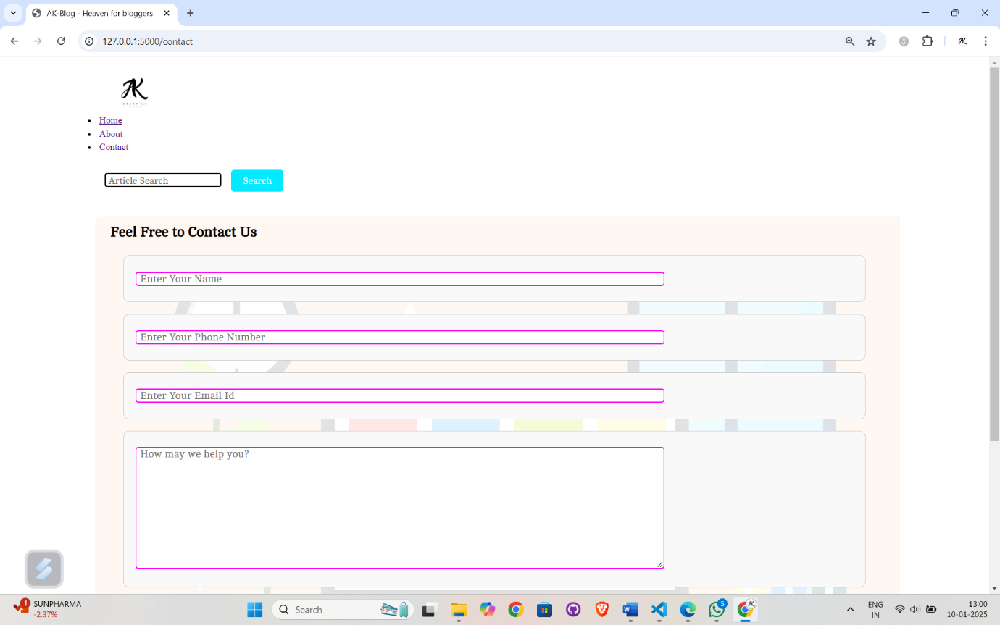 AK-Blog - Heaven for bloggers
127.0.0.1:5000/contact
AK
CREATIVE
Home
About
Contact
Article Search
Search
Feel Free to Contact Us
Enter Your Name
Enter Your Phone Number
Enter Your Email Id
How may we help you?
1
SUNPHARMA
-2.37%
Search
5
ENG
IN
13:00
10-01-2025